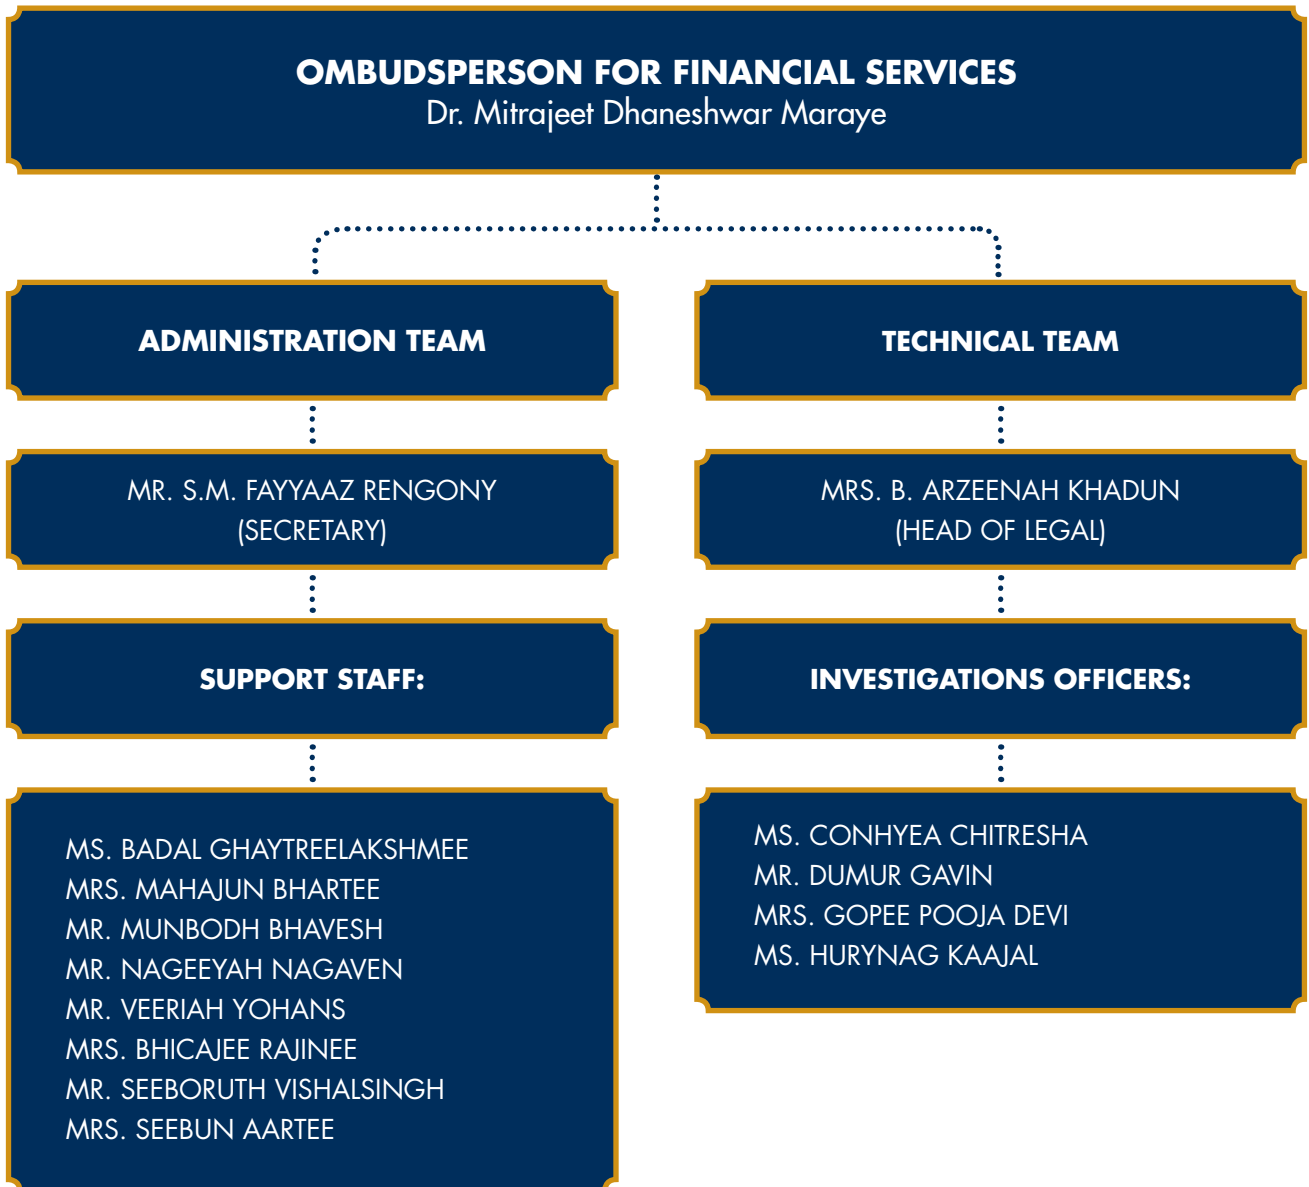 OMBUDSPERSON FOR FINANCIAL SERVICES
Dr. Mitrajeet Dhaneshwar Maraye
ADMINISTRATION TEAM
MR. S.M. FAYYAAZ RENGONY
(SECRETARY)
SUPPORT STAFF:
MS. BADAL GHAYTREELAKSHMEE
MRS. MAHAJUN BHARTEE
MR. MUNBODH BHAVESH
MR. NAGEEYAH NAGAVEN
MR. VEERIAH YOHANS
MRS. BHICAJEE RAJINEE
MR. SEEBORUTH VISHALSINGH
MRS. SEEBUN AARTEE
TECHNICAL TEAM
MRS. B. ARZEENAH KHADUN
(HEAD OF LEGAL)
INVESTIGATIONS OFFICERS:
MS. CONHYEA CHITRESHA
MR. DUMUR GAVIN
MRS. GOPEE POOJA DEVI
MS. HURYNAG KAAJAL